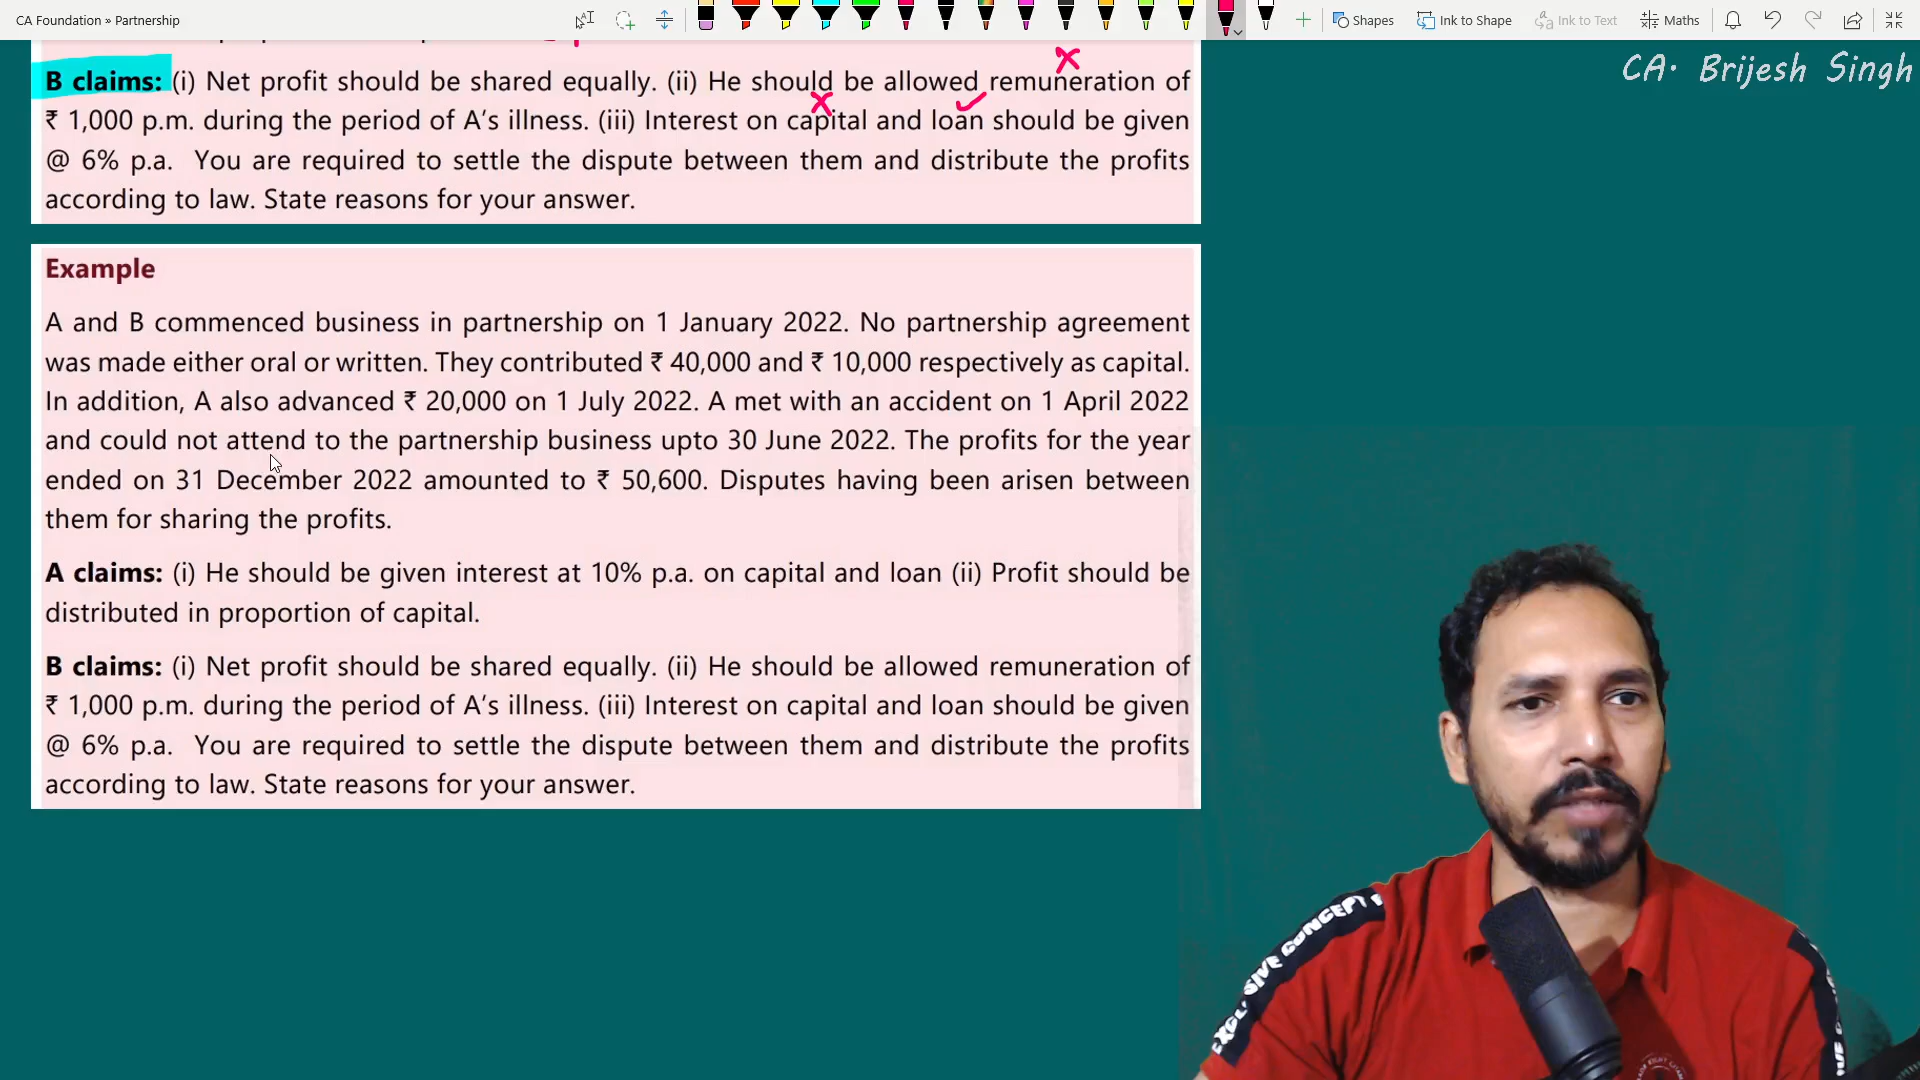 CA Foundation » Partnership
Shapes
Ink to Shape
Ink to Text
Maths
CA. Brijesh Singh
B claims: (i) Net profit should be shared equally. (ii) He should be allowed remuneration of
₹ 1,000 p.m. during the period of A's illness. (iii) Interest on capital and loan should be given
@ 6% p.a. You are required to settle the dispute between them and distribute the profits
according to law. State reasons for your answer.
Example
A and B commenced business in partnership on 1 January 2022. No partnership agreement
was made either oral or written. They contributed ₹ 40,000 and ₹ 10,000 respectively as capital.
In addition, A also advanced ₹ 20,000 on 1 July 2022. A met with an accident on 1 April 2022
and could not attend to the partnership business upto 30 June 2022. The profits for the year
ended on 31 December 2022 amounted to ₹ 50,600. Disputes having been arisen between
them for sharing the profits.
A claims: (i) He should be given interest at 10% p.a. on capital and loan (ii) Profit should be
distributed in proportion of capital.
B claims: (i) Net profit should be shared equally. (ii) He should be allowed remuneration of
₹ 1,000 p.m. during the period of A's illness. (iii) Interest on capital and loan should be given
@ 6% p.a. You are required to settle the dispute between them and distribute the profits
according to law. State reasons for your answer.